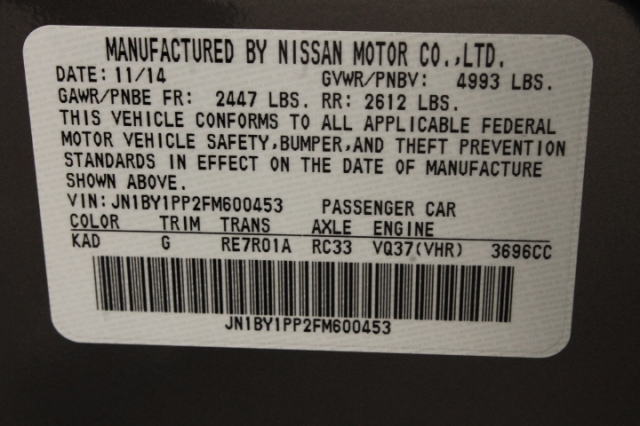 MANUFACTURED BY NISSAN MOTOR CO.,LTD.
DATE: 11/14 GVWR/PNBV: 4993 LBS.
GAWR/PNBE FR: 2447 LBS. RR: 2612 LBS.
THIS VEHICLE CONFORMS TO ALL APPLICABLE FEDERAL
MOTOR VEHICLE SAFETY,BUMPER,AND THEFT PREVENTION
STANDARDS IN EFFECT ON THE DATE OF MANUFACTURE
SHOWN ABOVE.
VIN: JN1BY1PP2FM600453 PASSENGER CAR
COLOR TRIM TRANS AXLE ENGINE
KAD G RE7R01A RC33 VQ37(VHR) 3696CC
JN1BY1PP2FM600453